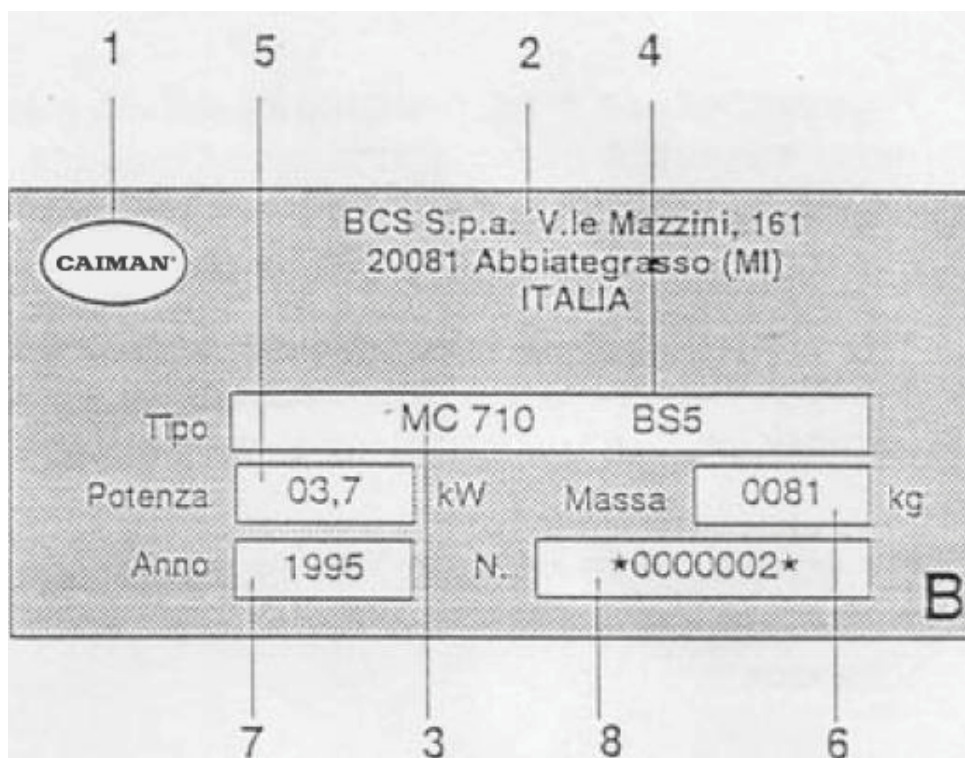 1 5 2 4
BCS S.p.a. V.le Mazzini, 161
CAIMAN
20081 Abbiategrasso (MI)
ITALIA
Tipo MC 710 BS5
Potenza 03,7 kW Massa 0081 kg
Anno 1995 N. *0000002*
B
7 3 8 6